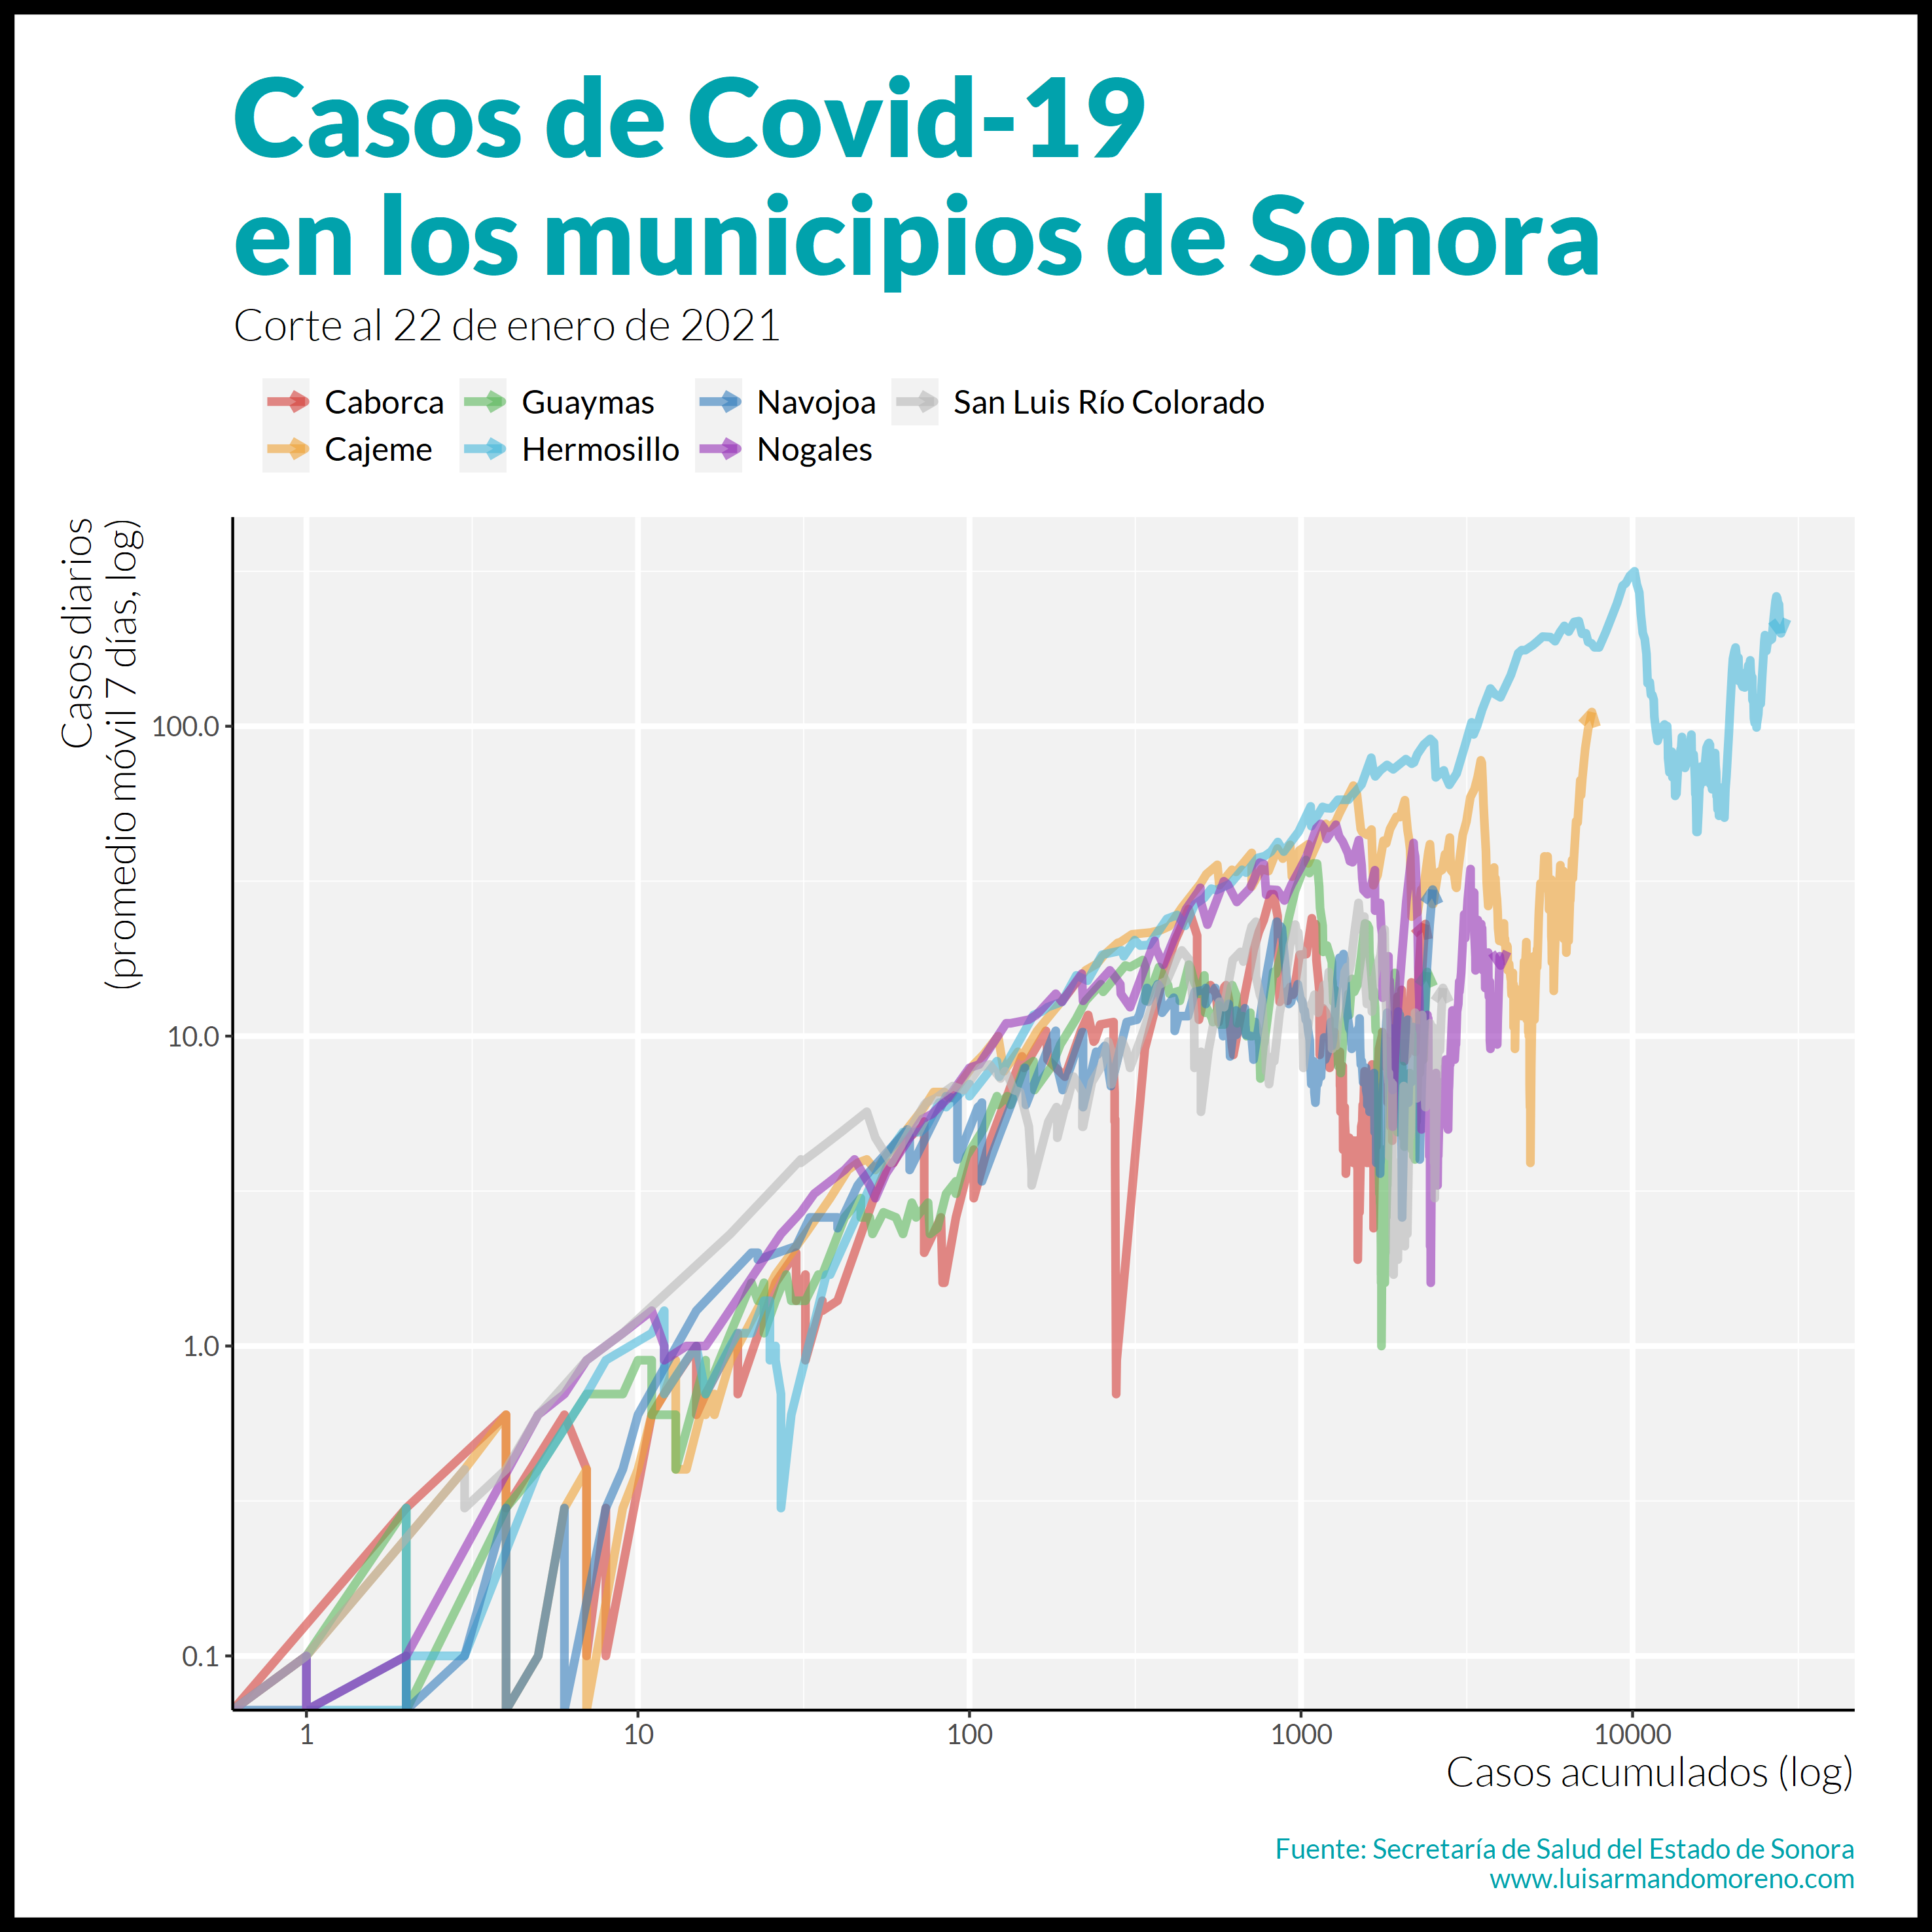 Casos de Covid-19
en los municipios de Sonora
Corte al 22 de enero de 2021
Caborca
Guaymas
Navojoa
San Luis Río Colorado
Cajeme
Hermosillo
Nogales
Casos diarios
(promedio móvil 7 días, log)
100.0
10.0
1.0
0.1
1
10
100
1000
10000
Casos acumulados (log)
Fuente: Secretaría de Salud del Estado de Sonora
www.luisarmandomoreno.com